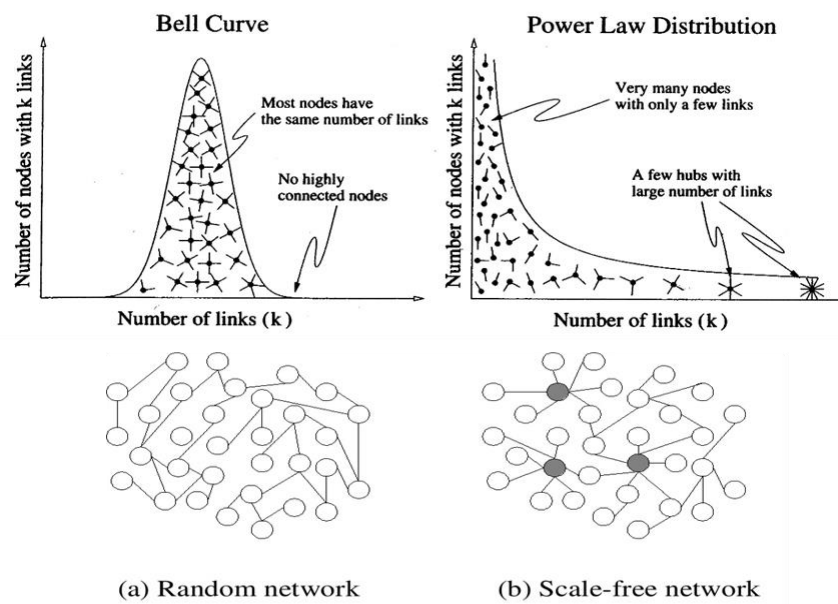 Bell Curve
Number of nodes with k links
Most nodes have
the same number of links
No highly
connected nodes
Number of links (k)
Power Law Distribution
Number of nodes with k links
Very many nodes
with only a few links
A few hubs with
large number of links
Number of links (k)
(a) Random network
(b) Scale-free network